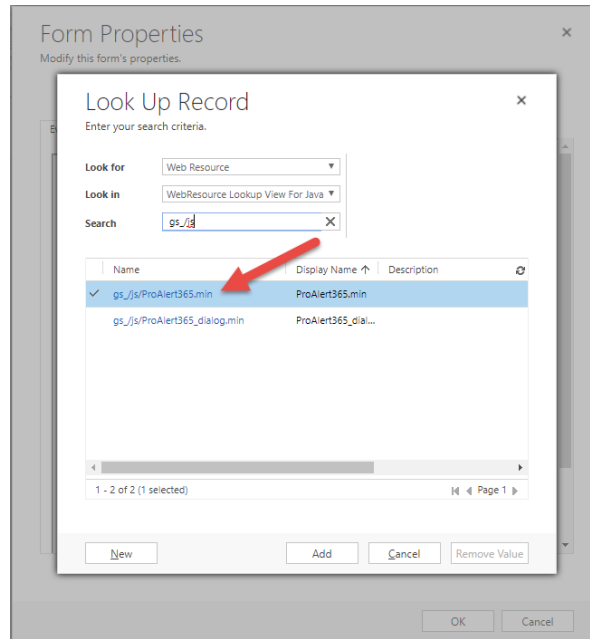 Form Properties
Modify this form's properties.
Look Up Record
Enter your search criteria.
Look for Web Resource
Look in WebResource Lookup View For Java
Search gs_/js
Name Display Name Description
gs_/js/ProAlert365.min ProAlert365.min
gs_/js/ProAlert365_dialog.min ProAlert365_dial...
1 - 2 of 2 (1 selected) Page 1
New Add Cancel Remove Value
OK Cancel